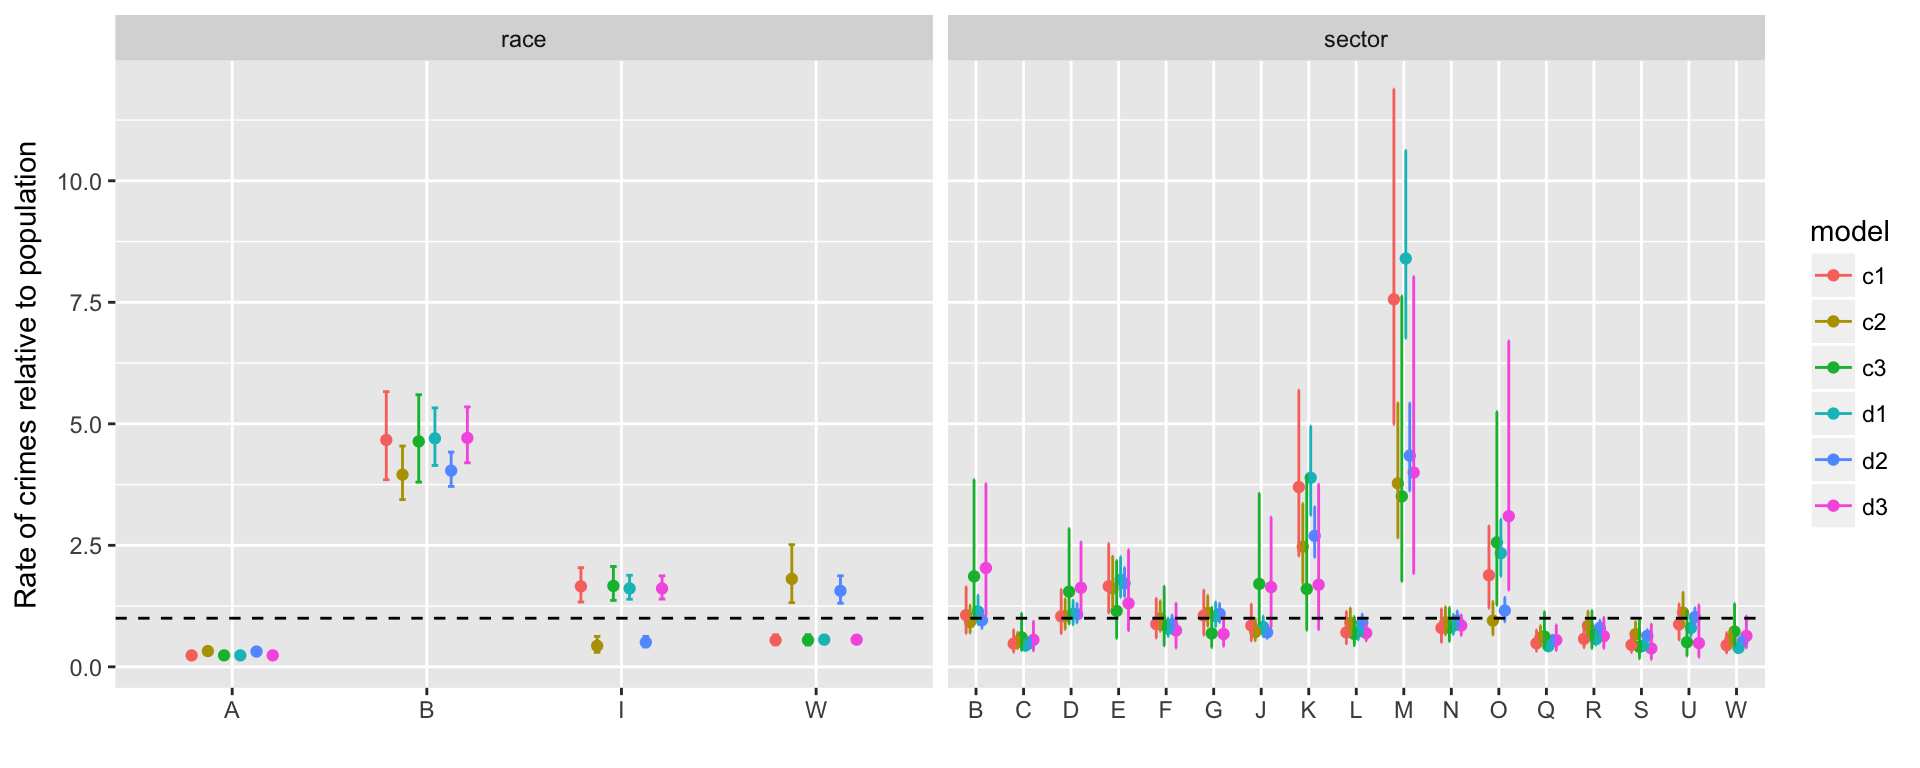 race
sector
Rate of crimes relative to population
10.0
7.5
5.0
2.5
0.0
A B I W
B C D E F G J K L M N O Q R S U W
model
c1
c2
c3
d1
d2
d3